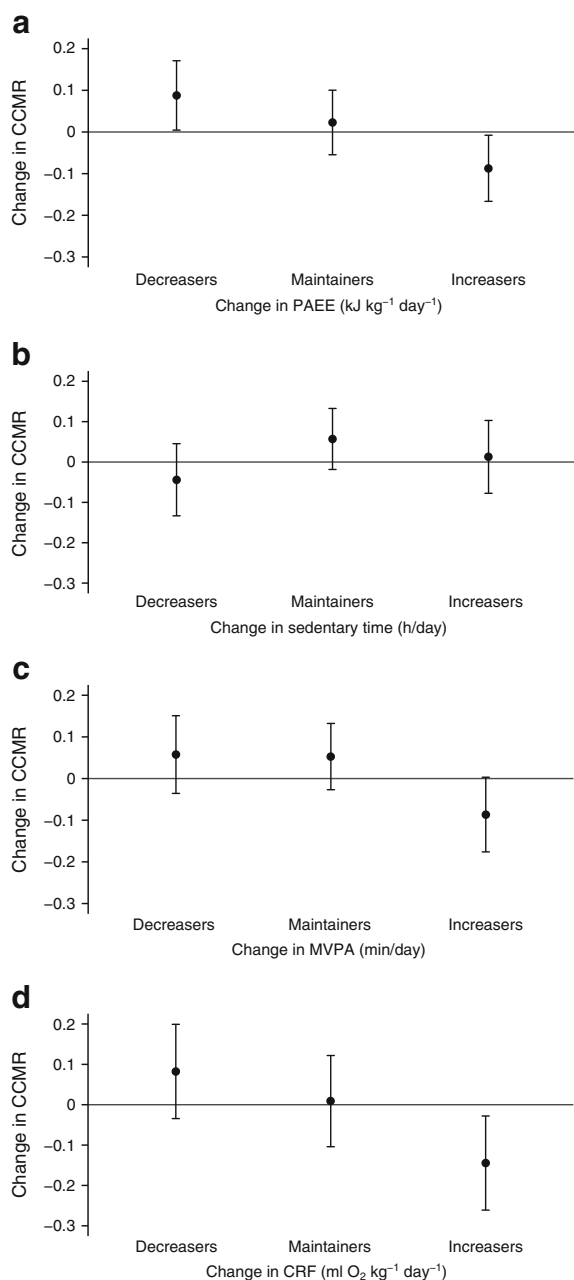 a
0.2
0.1
0
−0.1
−0.2
−0.3
Change in CCMR
Decreasers Maintainers Increasers
Change in PAEE (kJ kg⁻¹ day⁻¹)
b
0.2
0.1
0
−0.1
−0.2
−0.3
Change in CCMR
Decreasers Maintainers Increasers
Change in sedentary time (h/day)
c
0.2
0.1
0
−0.1
−0.2
−0.3
Change in CCMR
Decreasers Maintainers Increasers
Change in MVPA (min/day)
d
0.2
0.1
0
−0.1
−0.2
−0.3
Change in CCMR
Decreasers Maintainers Increasers
Change in CRF (ml O₂ kg⁻¹ day⁻¹)